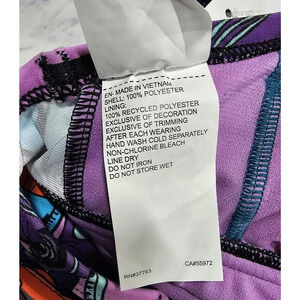 EN- MADE IN VIETNAM
SHELL: 100% POLYESTER
LINING:
100% RECYCLED POLYESTER
EXCLUSIVE OF DECORATION
EXCLUSIVE OF TRIMMING
AFTER EACH WEARING
HAND WASH COLD SEPARATELY
NON-CHLORINE BLEACH
LINE DRY
DO NOT IRON
DO NOT STORE WET
RN#37763 CA#55972